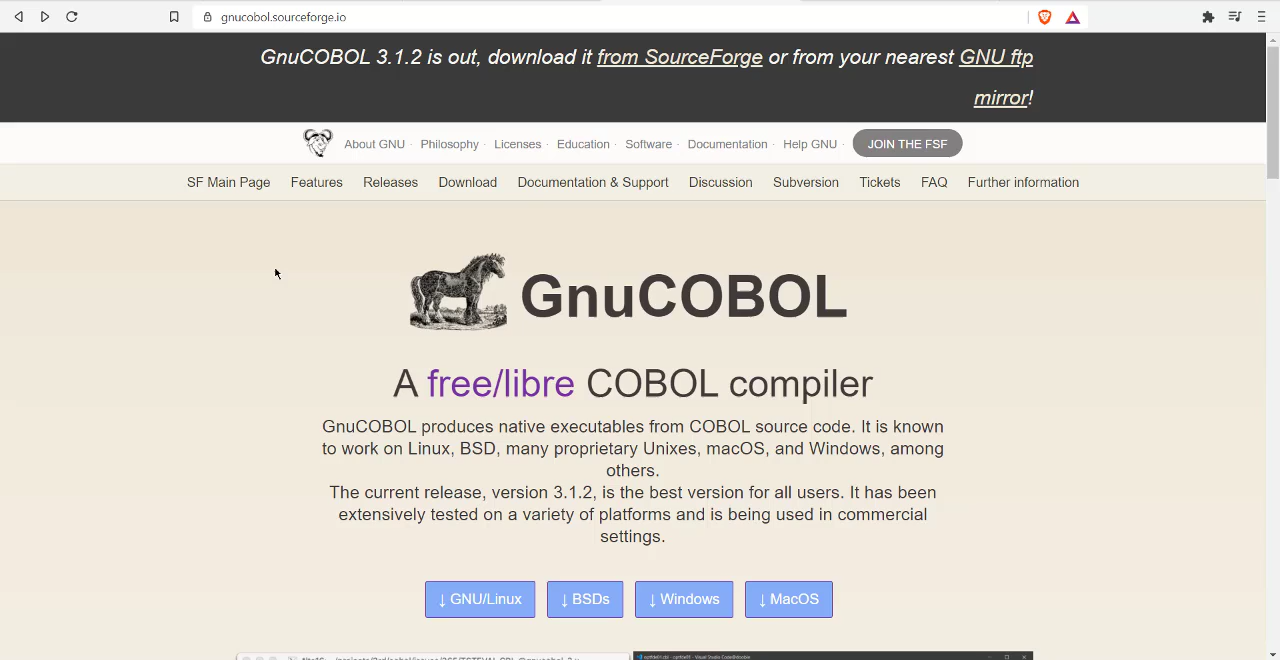 gnucobol.sourceforge.io
GnuCOBOL 3.1.2 is out, download it from SourceForge or from your nearest GNU ftp
mirror!
About GNU · Philosophy · Licenses · Education · Software · Documentation · Help GNU · JOIN THE FSF
SF Main Page Features Releases Download Documentation & Support Discussion Subversion Tickets FAQ Further information
GnuCOBOL
A free/libre COBOL compiler
GnuCOBOL produces native executables from COBOL source code. It is known
to work on Linux, BSD, many proprietary Unixes, macOS, and Windows, among
others.
The current release, version 3.1.2, is the best version for all users. It has been
extensively tested on a variety of platforms and is being used in commercial
settings.
↓ GNU/Linux ↓ BSDs ↓ Windows ↓ MacOS